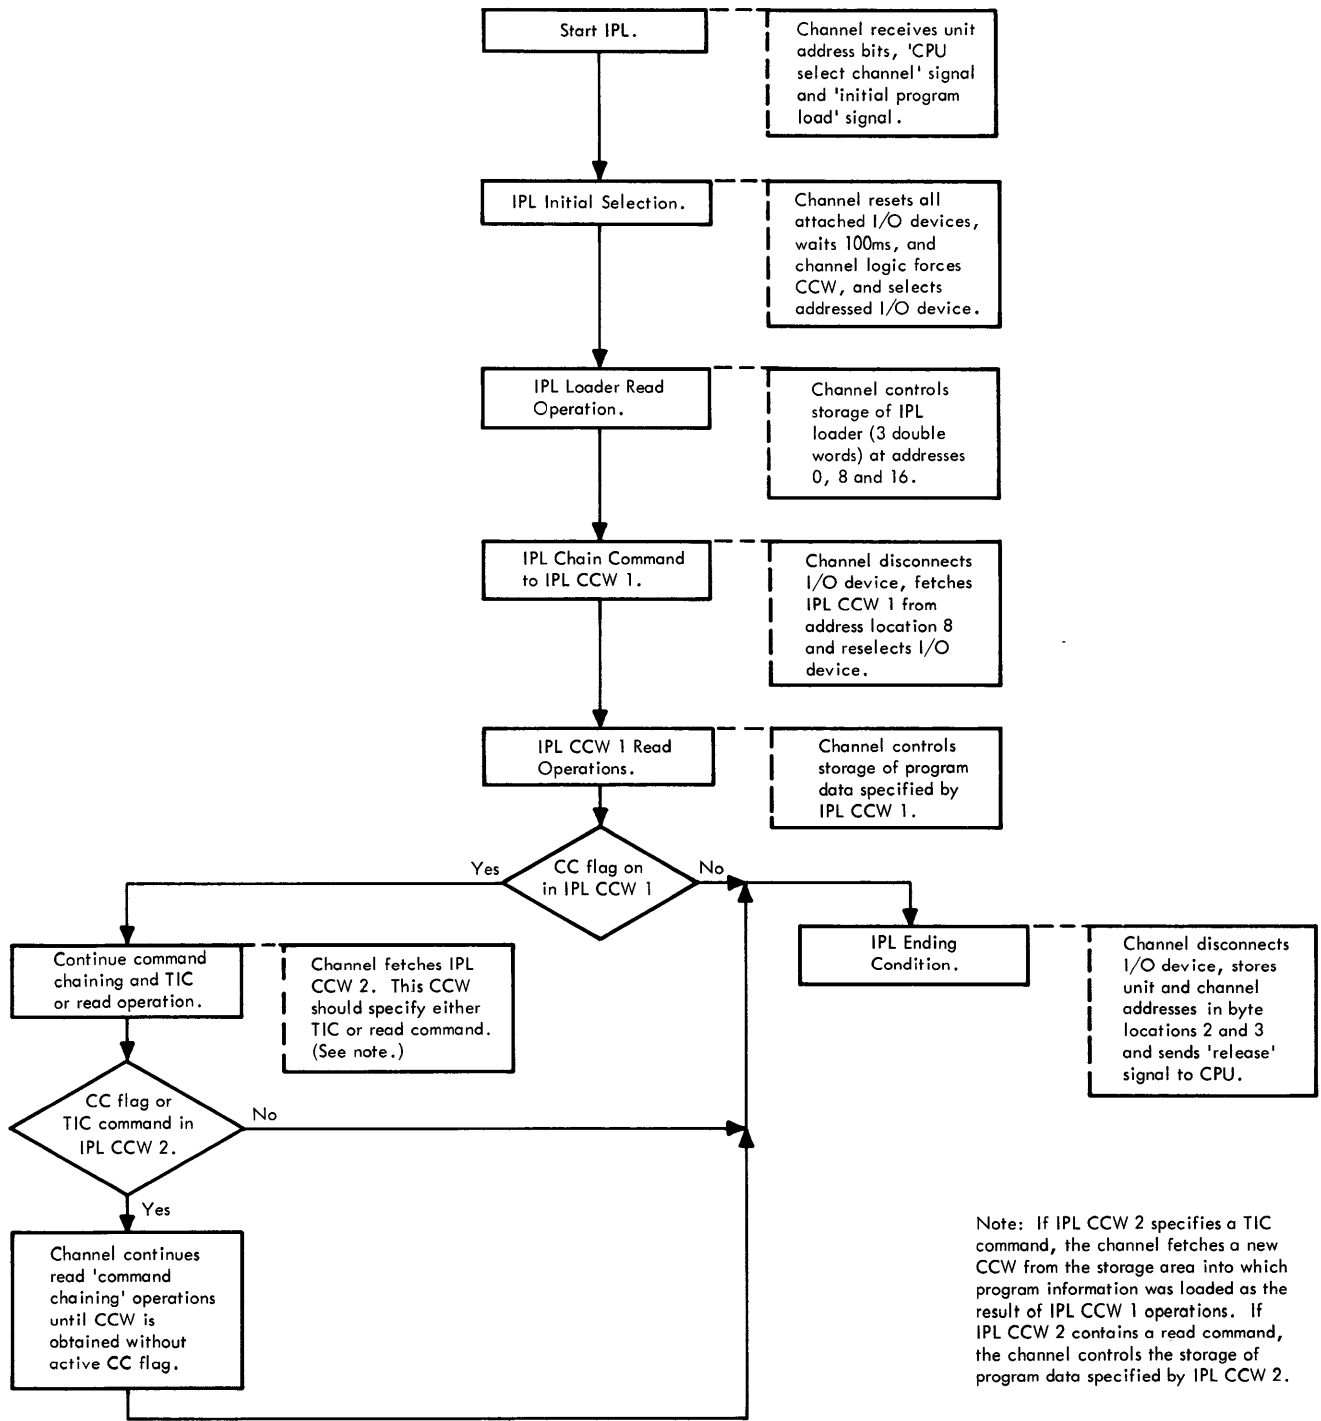 Start IPL.
Channel receives unit
address bits, 'CPU
select channel' signal
and 'initial program
load' signal.
IPL Initial Selection.
Channel resets all
attached I/O devices,
waits 100ms, and
channel logic forces
CCW, and selects
addressed I/O device.
IPL Loader Read
Operation.
Channel controls
storage of IPL
loader (3 double
words) at addresses
0, 8 and 16.
IPL Chain Command
to IPL CCW 1.
Channel disconnects
I/O device, fetches
IPL CCW 1 from
address location 8
and reselects I/O
device.
IPL CCW 1 Read
Operations.
Channel controls
storage of program
data specified by
IPL CCW 1.
CC flag on
in IPL CCW 1
Yes
No
IPL Ending
Condition.
Channel disconnects
I/O device, stores
unit and channel
addresses in byte
locations 2 and 3
and sends 'release'
signal to CPU.
Continue command
chaining and TIC
or read operation.
Channel fetches IPL
CCW 2. This CCW
should specify either
TIC or read command.
(See note.)
CC flag or
TIC command in
IPL CCW 2.
No
Yes
Channel continues
read 'command
chaining' operations
until CCW is
obtained without
active CC flag.
Note: If IPL CCW 2 specifies a TIC
command, the channel fetches a new
CCW from the storage area into which
program information was loaded as the
result of IPL CCW 1 operations. If
IPL CCW 2 contains a read command,
the channel controls the storage of
program data specified by IPL CCW 2.